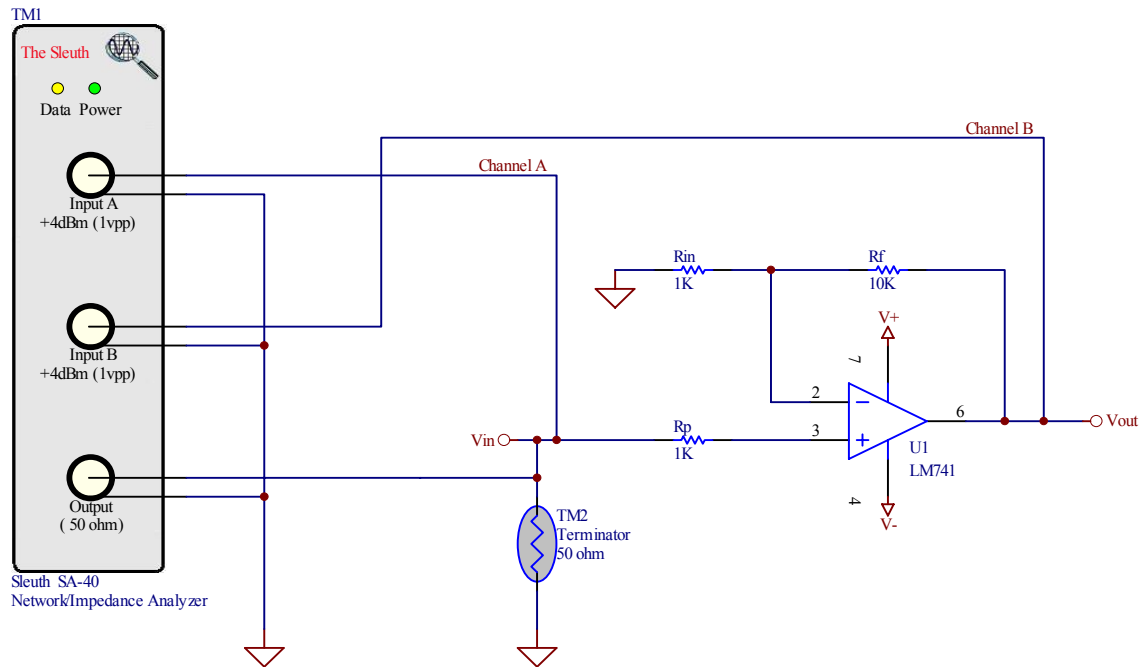 TM1
The Sleuth
Data Power
Input A
+4dBm (1vpp)
Input B
+4dBm (1vpp)
Output
( 50 ohm)
Sleuth SA-40
Network/Impedance Analyzer
Channel B
Channel A
Rin
1K
Rf
10K
V+
7
2
3
6
Vout
U1
LM741
4
V-
Vin
Rp
1K
TM2
Terminator
50 ohm